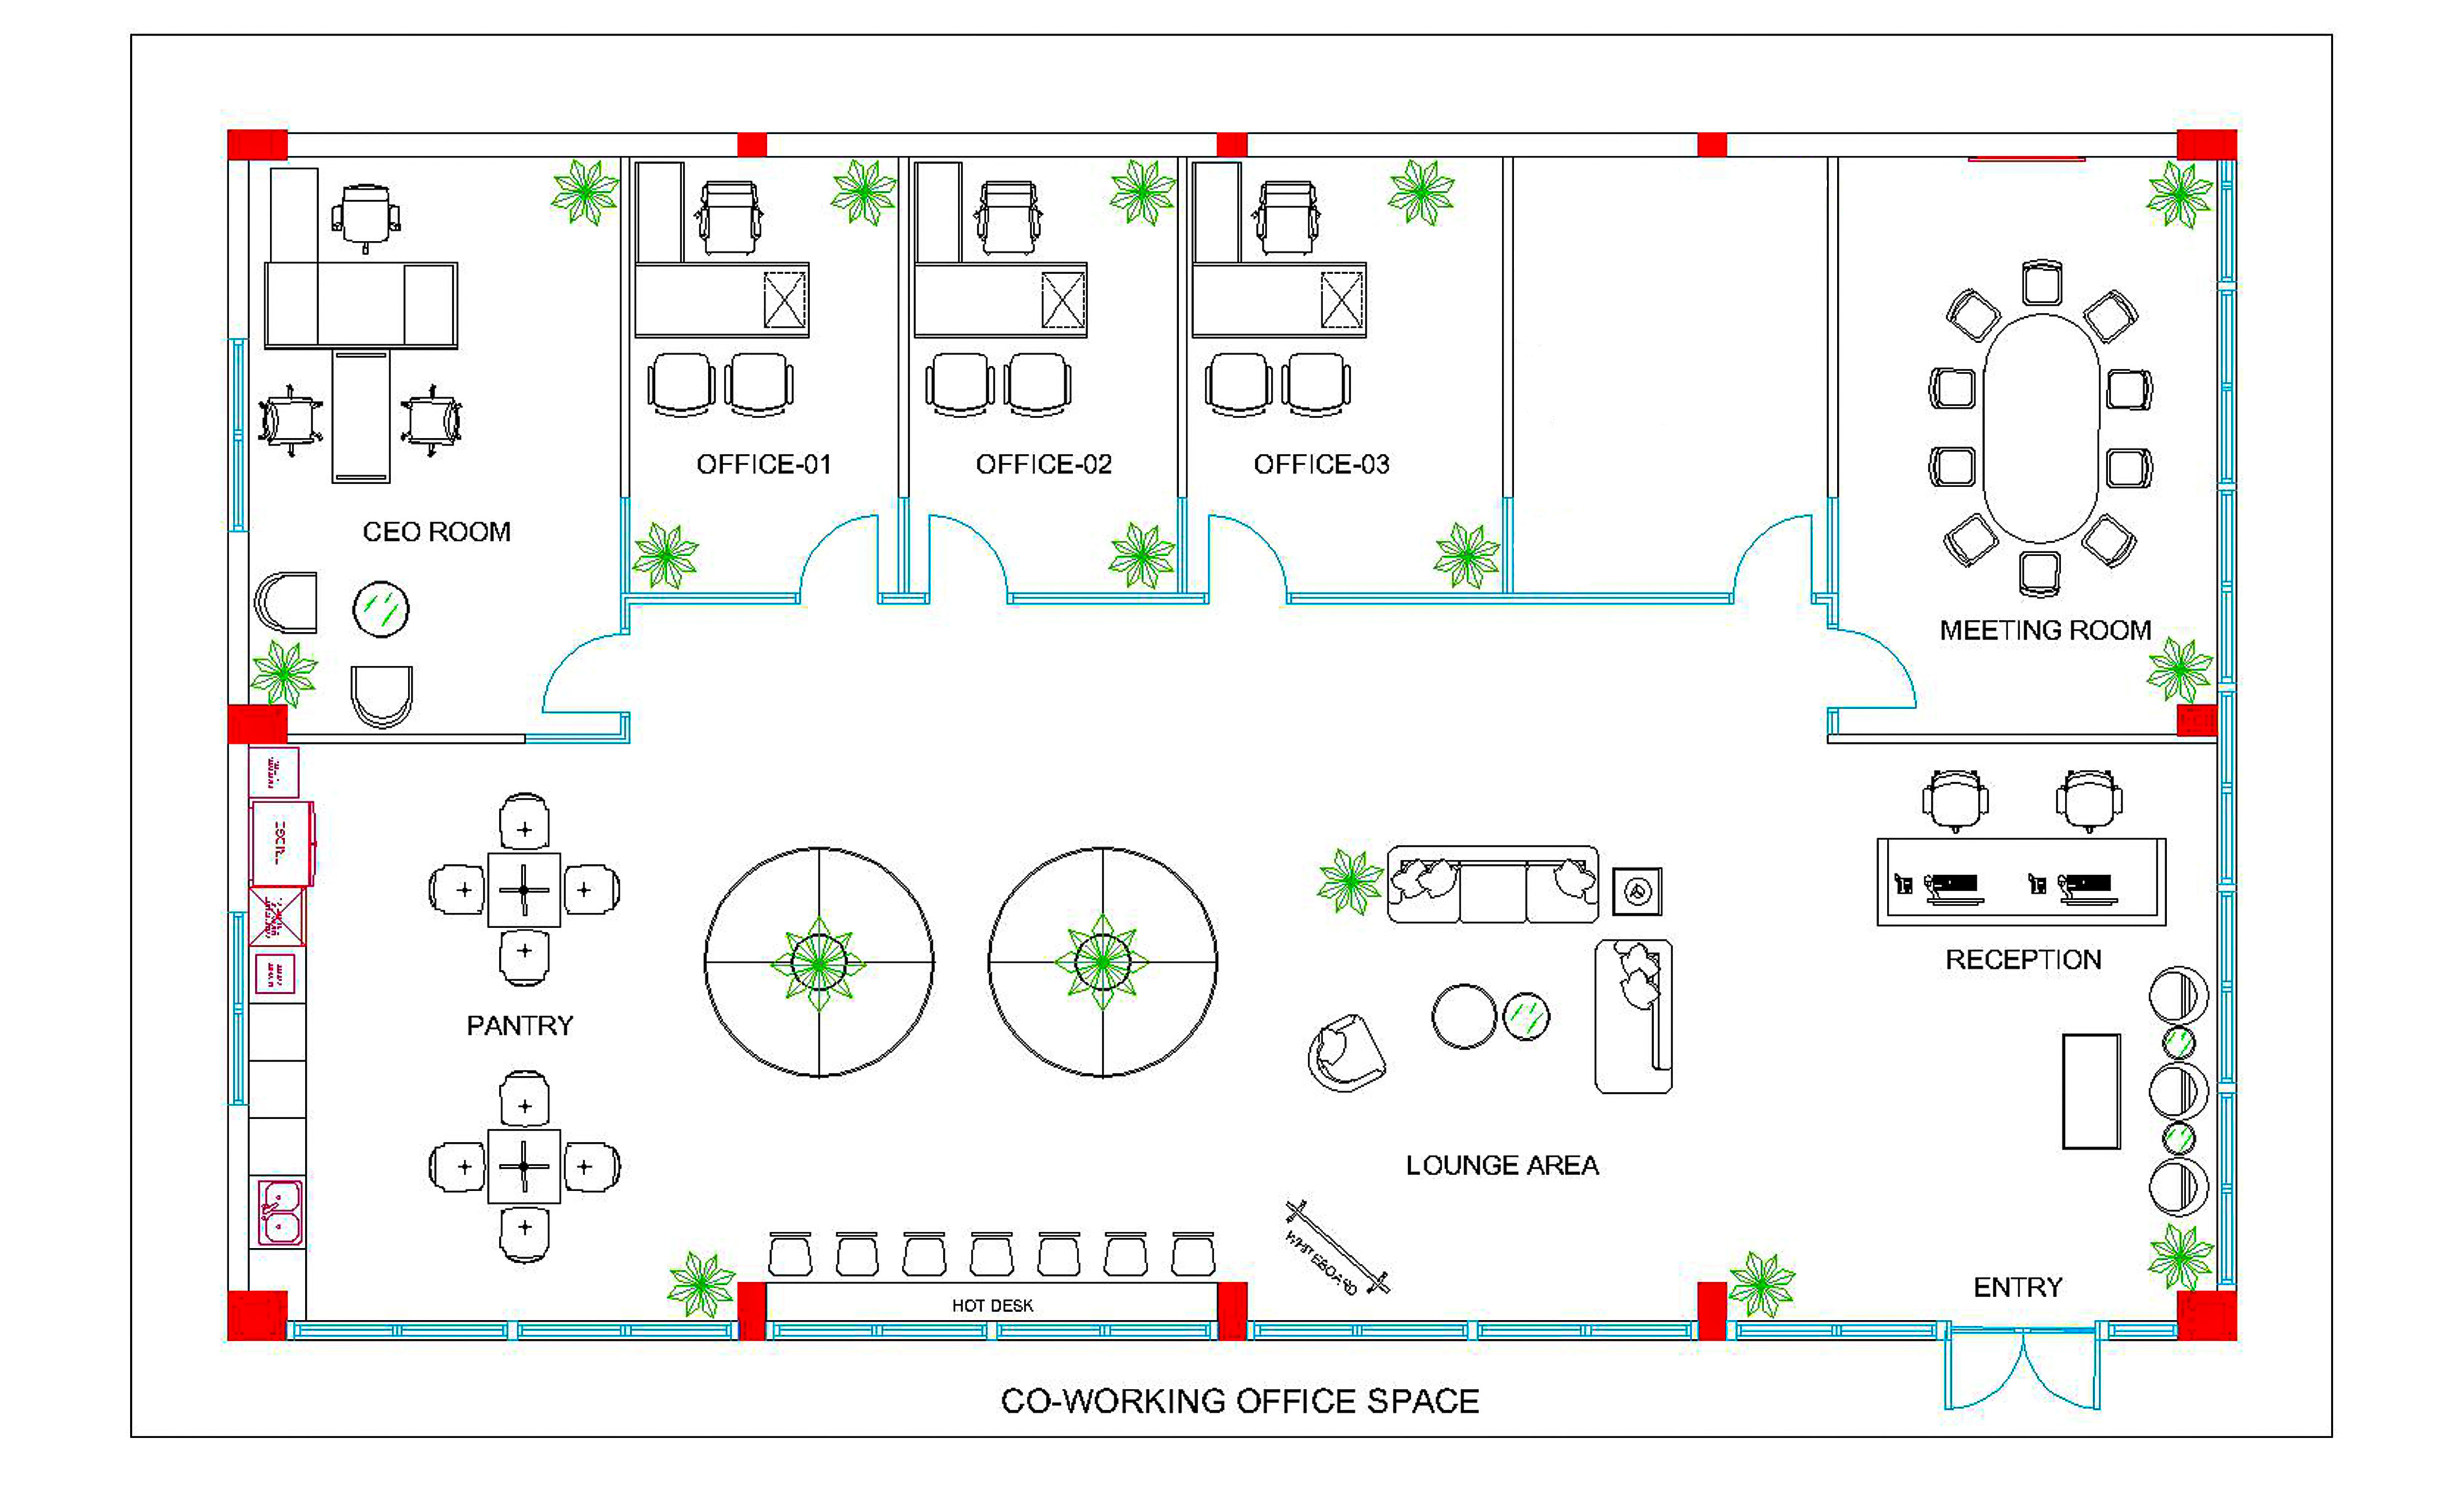 OFFICE-01
OFFICE-02
OFFICE-03
CEO ROOM
MEETING ROOM
FRIDGE
RECEPTION
PANTRY
LOUNGE AREA
WHITEBOARD
ENTRY
HOT DESK
CO-WORKING OFFICE SPACE